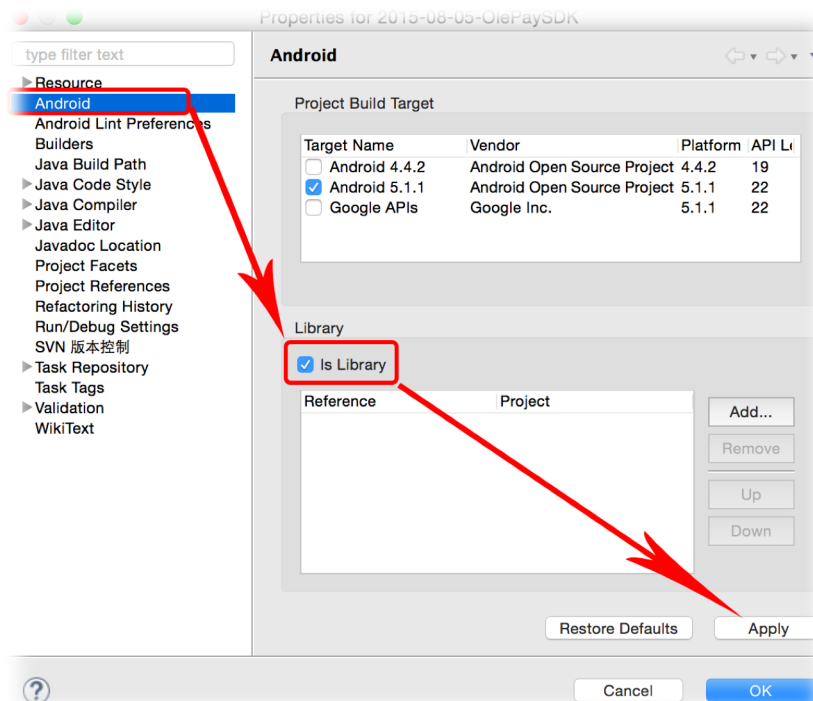 Properties for 2015-08-05-OlePaySDK
type filter text
Resource
Android
Android Lint Preferences
Builders
Java Build Path
Java Code Style
Java Compiler
Java Editor
Javadoc Location
Project Facets
Project References
Refactoring History
Run/Debug Settings
SVN 版本控制
Task Repository
Task Tags
Validation
WikiText
Android
Project Build Target
Target Name Vendor Platform API Le
Android 4.4.2 Android Open Source Project 4.4.2 19
Android 5.1.1 Android Open Source Project 5.1.1 22
Google APIs Google Inc. 5.1.1 22
Library
Is Library
Reference Project
Add...
Remove
Up
Down
Restore Defaults Apply
? Cancel OK